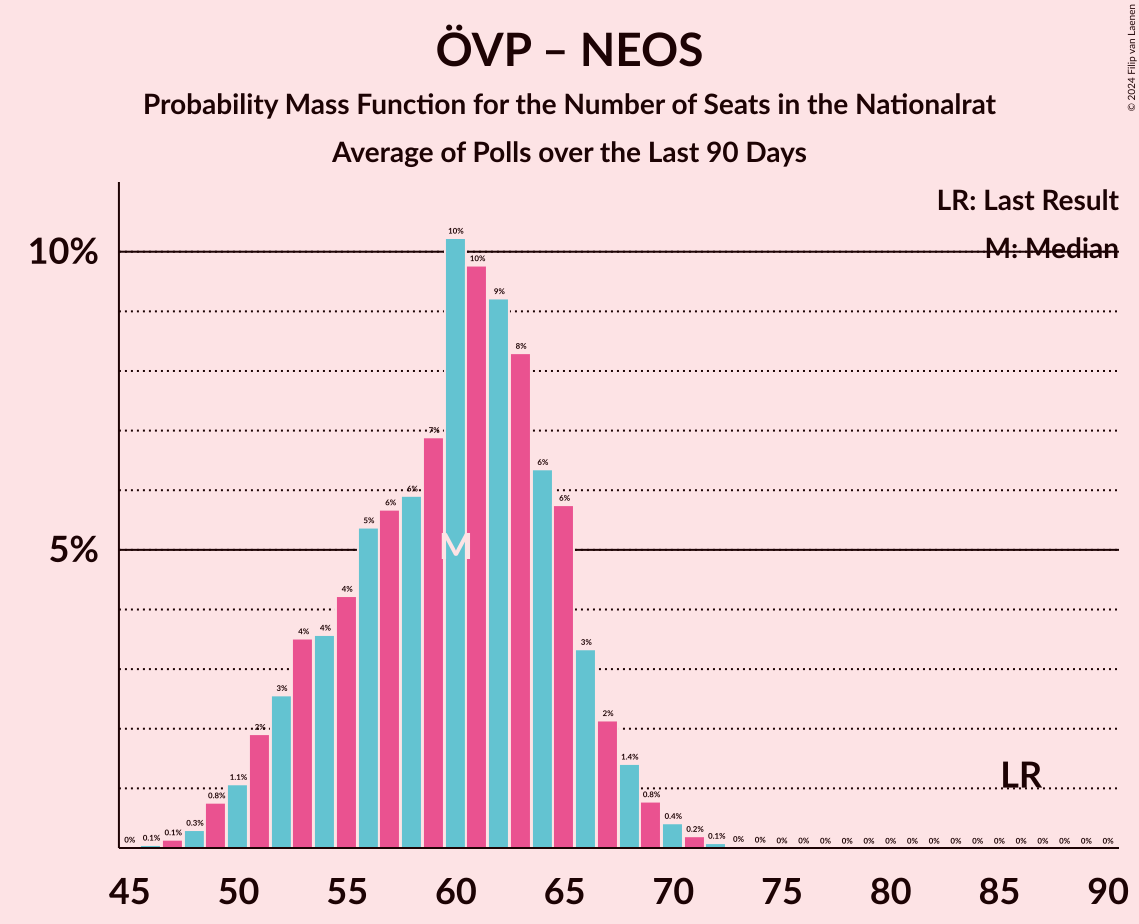 ÖVP – NEOS
Probability Mass Function for the Number of Seats in the Nationalrat
Average of Polls over the Last 90 Days
© 2024 Filip van Laenen
LR: Last Result
M: Median
10%
5%
0% 0.1% 0.1% 0.3% 0.8% 1.1% 2% 3% 4% 4% 4% 5% 6% 6% 7% 10% 10% 9% 8% 6% 6% 3% 2% 1.4% 0.8% 0.4% 0.2% 0.1% 0% 0% 0% 0% 0% 0% 0% 0% 0% 0% 0% 0% 0% 0% 0% 0% 0% 0%
M
LR
45 50 55 60 65 70 75 80 85 90